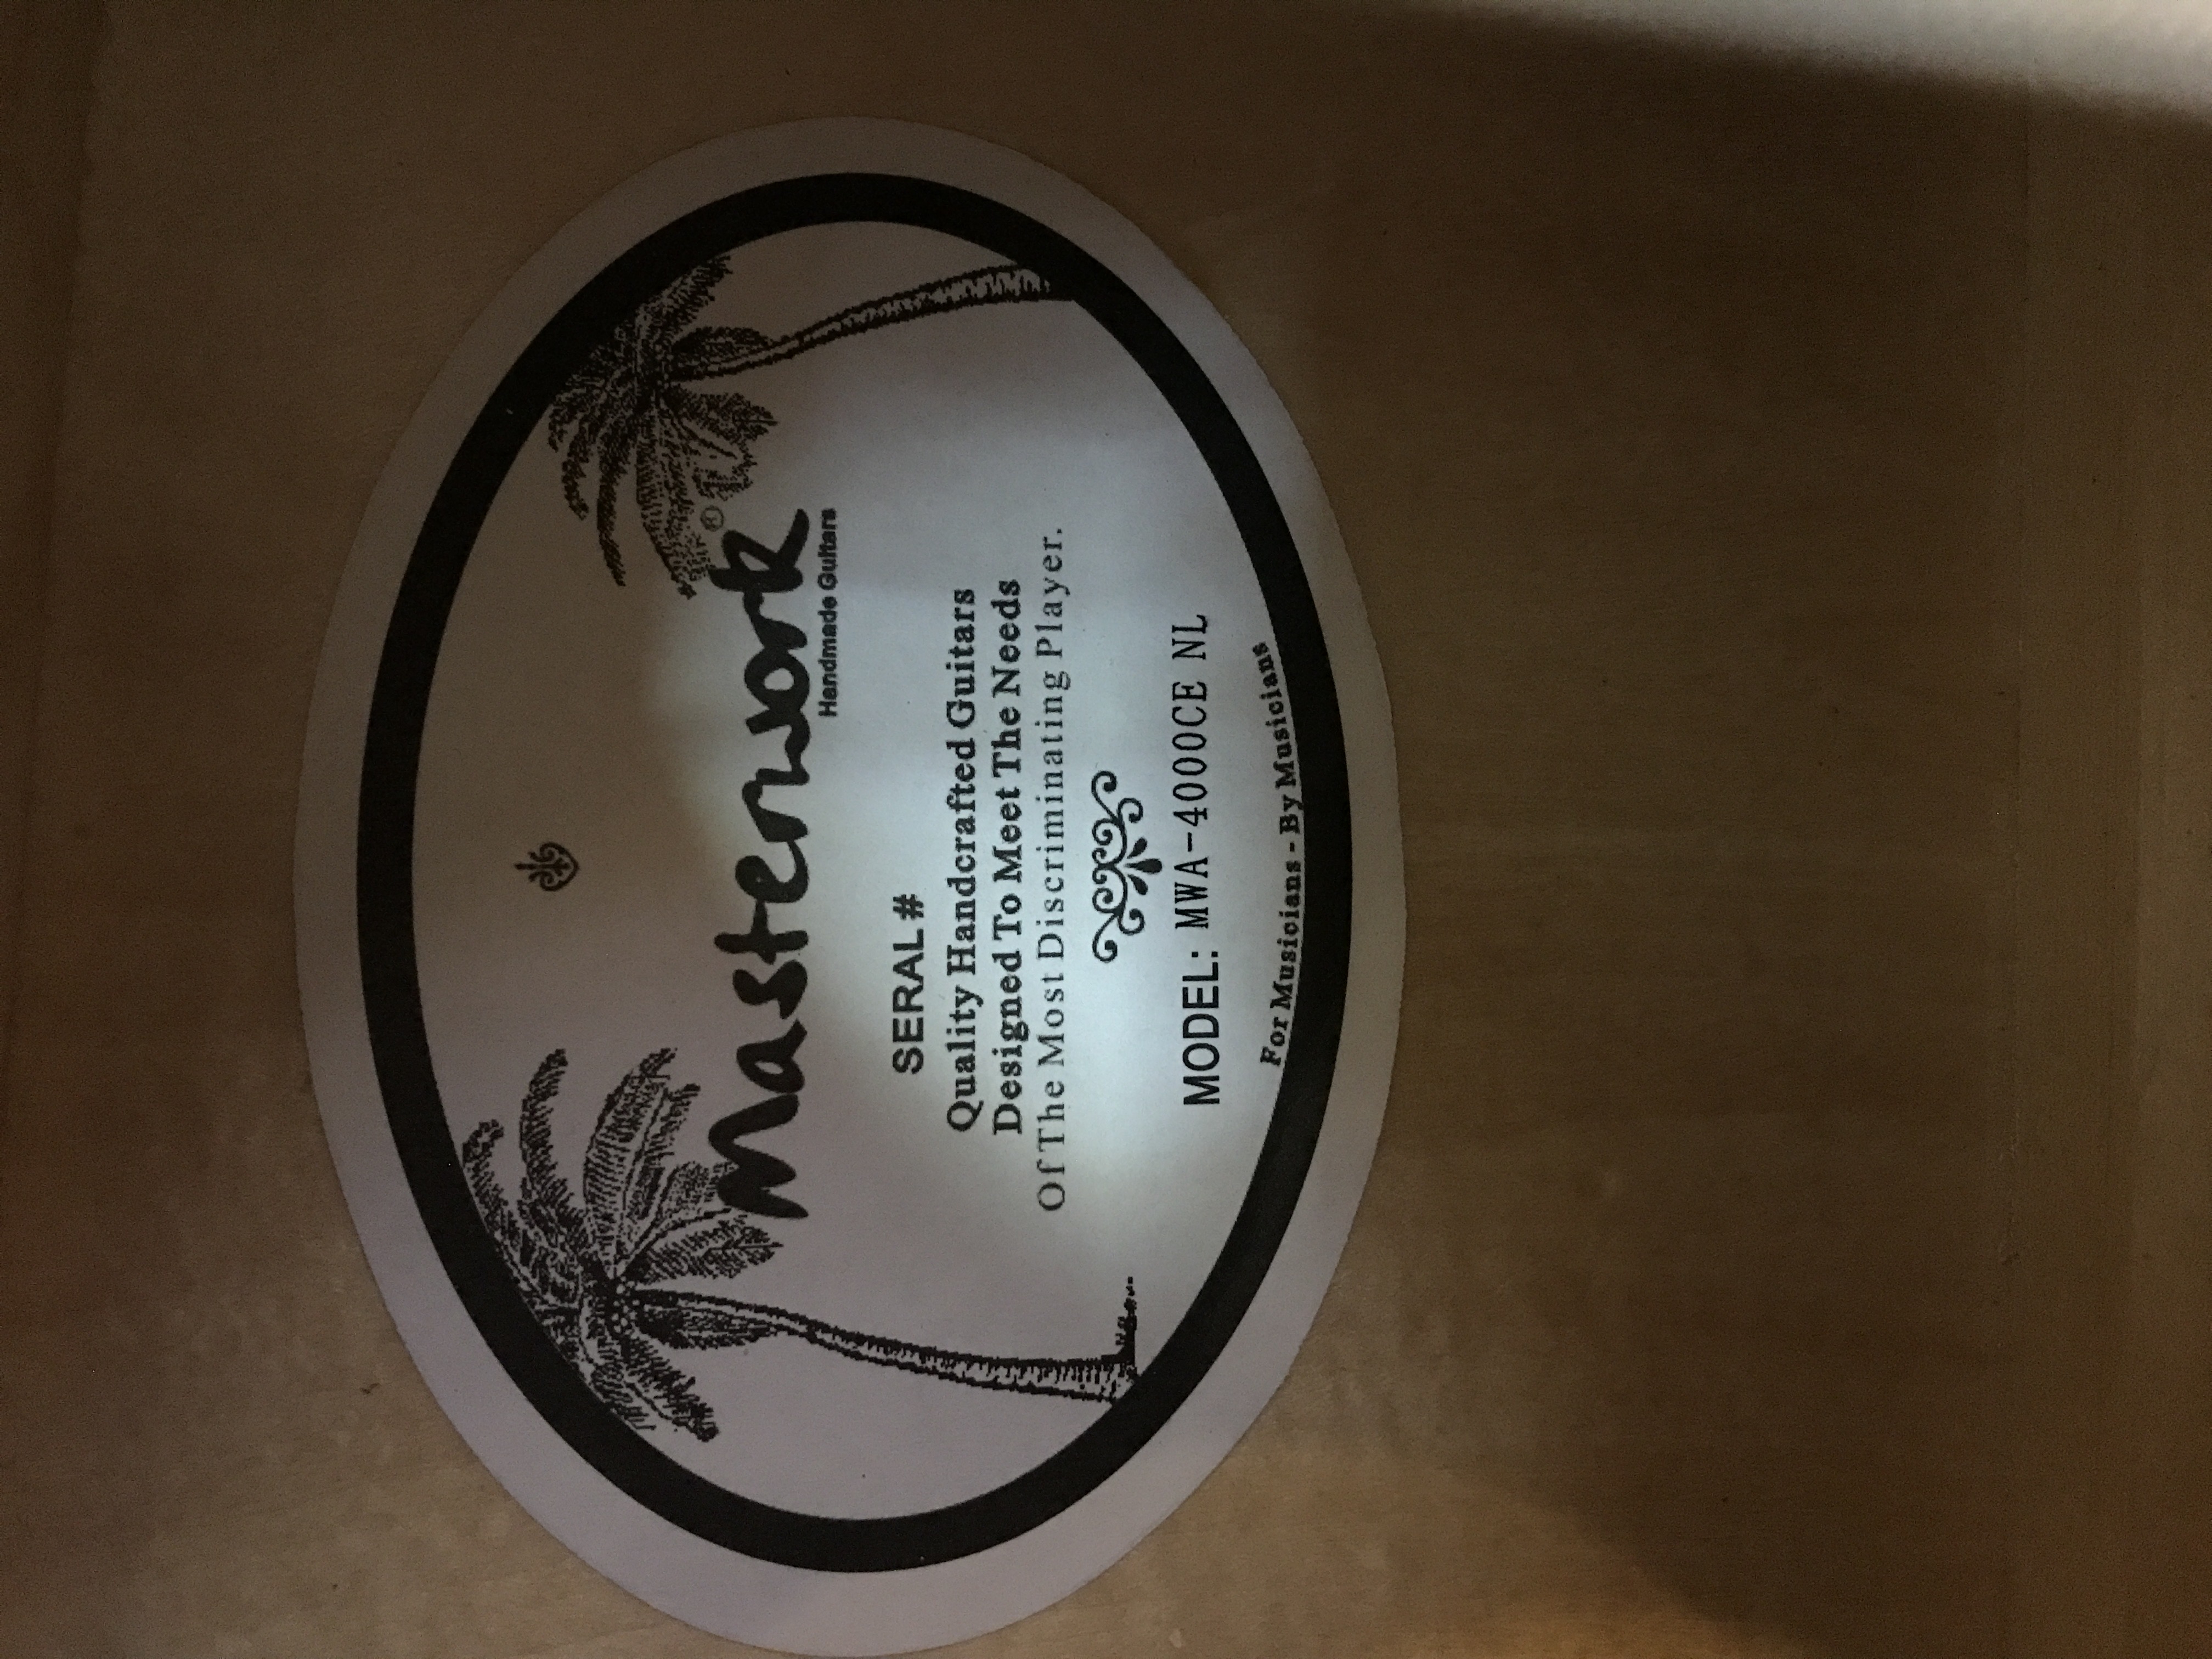 Masterwork®
Handmade Guitars
SERAL #
Quality Handcrafted Guitars
Designed To Meet The Needs
Of The Most Discriminating Player.
MODEL: MWA-4000CE NL
For Musicians - By Musicians